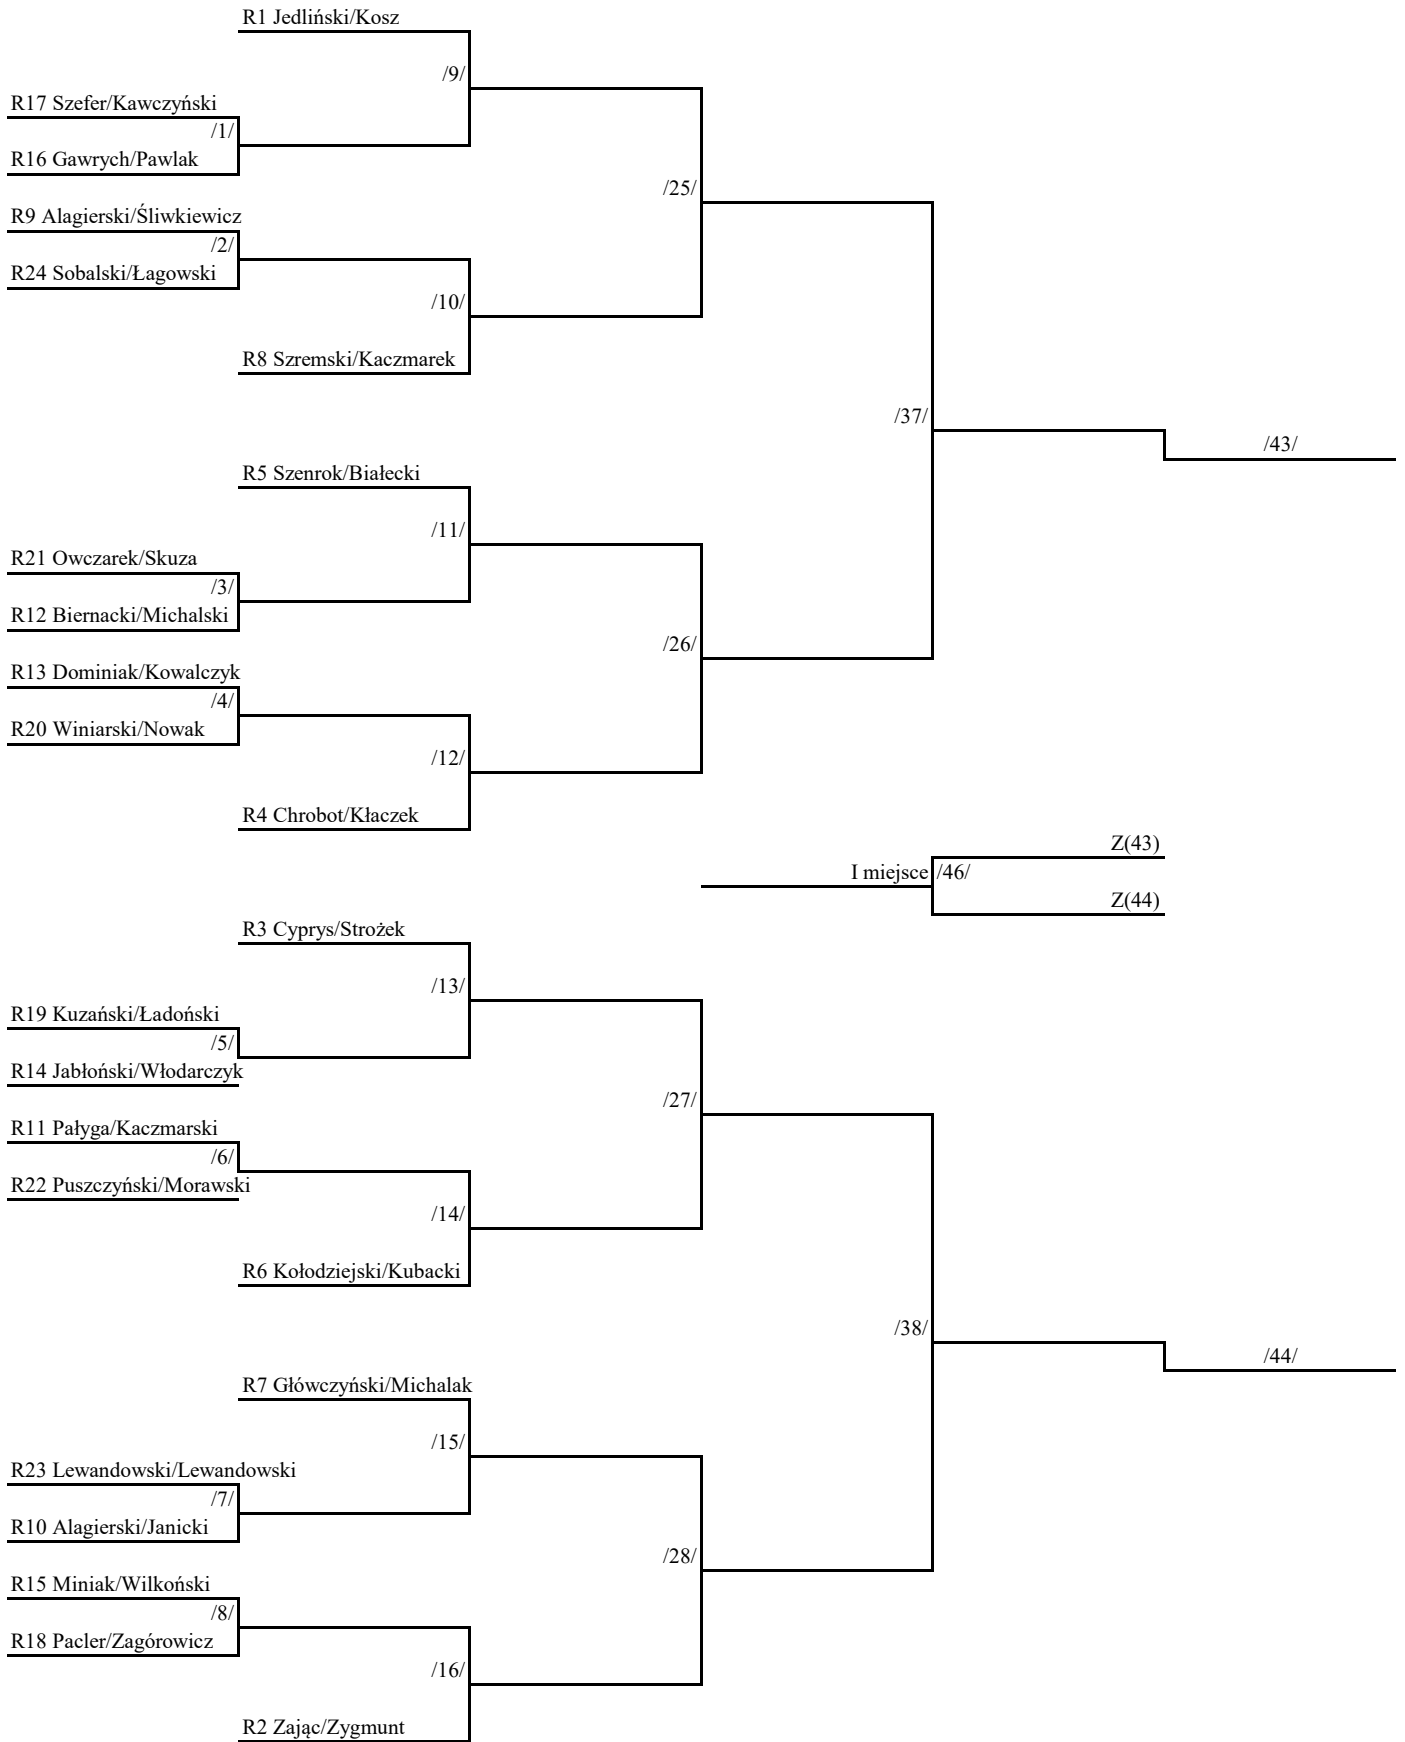 R1 Jedliński/Kosz
/9/
R17 Szefer/Kawczyński
/1/
R16 Gawrych/Pawlak
/25/
R9 Alagierski/Śliwkiewicz
/2/
R24 Sobalski/Łagowski
/10/
R8 Szremski/Kaczmarek
/37/
/43/
R5 Szenrok/Białecki
/11/
R21 Owczarek/Skuza
/3/
R12 Biernacki/Michalski
/26/
R13 Dominiak/Kowalczyk
/4/
R20 Winiarski/Nowak
/12/
R4 Chrobot/Kłaczek
Z(43)
I miejsce /46/
Z(44)
R3 Cyprys/Strożek
/13/
R19 Kuzański/Ładoński
/5/
R14 Jabłoński/Włodarczyk
/27/
R11 Pałyga/Kaczmarski
/6/
R22 Puszczyński/Morawski
/14/
R6 Kołodziejski/Kubacki
/38/
/44/
R7 Główczyński/Michalak
/15/
R23 Lewandowski/Lewandowski
/7/
R10 Alagierski/Janicki
/28/
R15 Miniak/Wilkoński
/8/
R18 Pacler/Zagórowicz
/16/
R2 Zając/Zygmunt